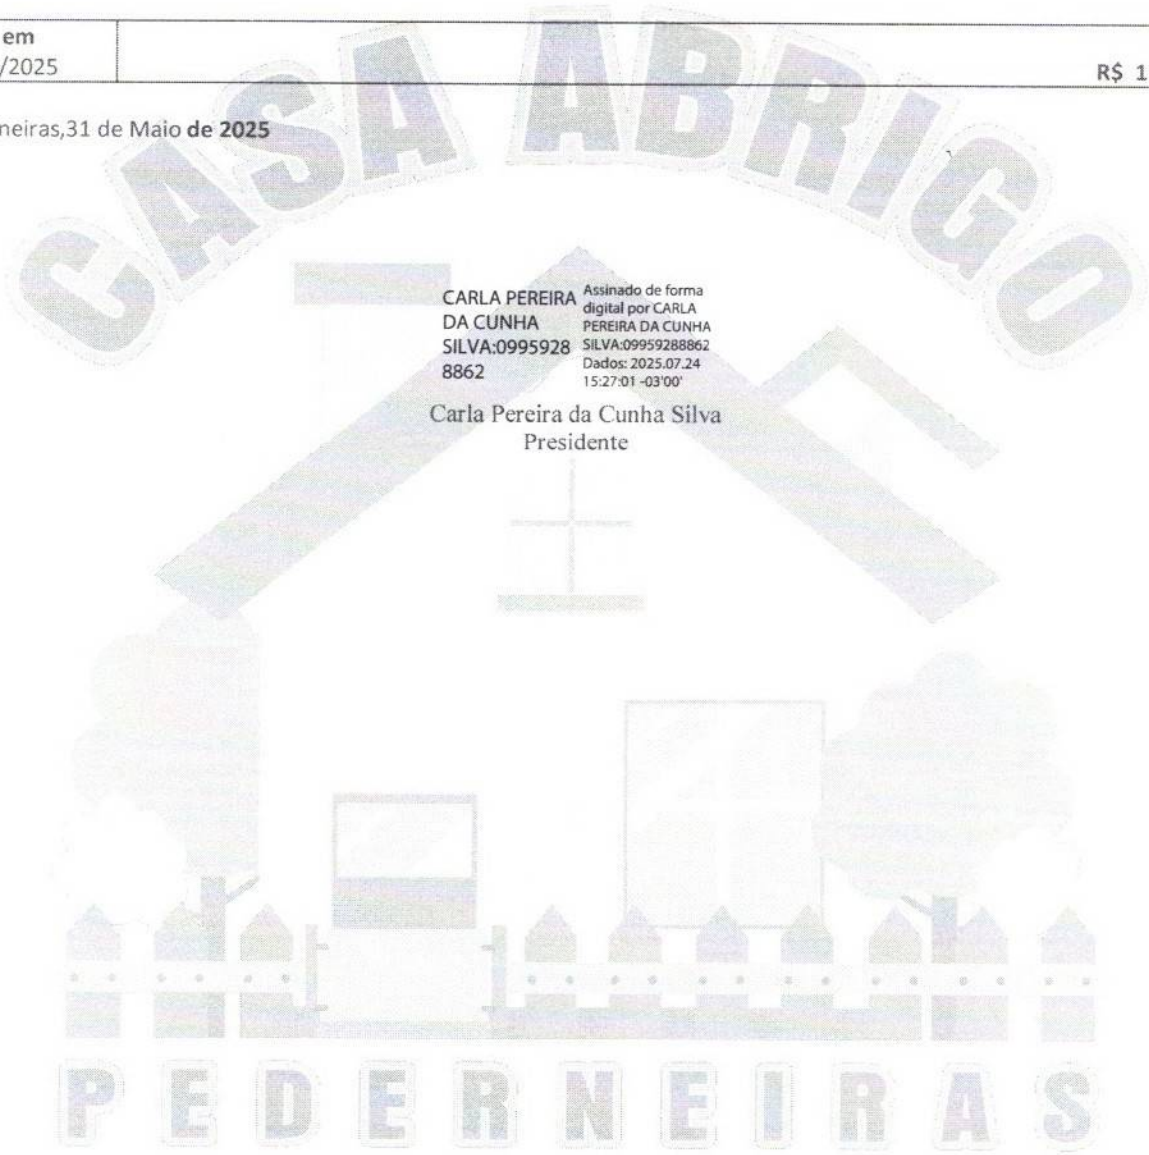 em
/2025
R$ 1
neiras,31 de Maio de 2025
CASA ABRIGO
CARLA PEREIRA
DA CUNHA
SILVA:0995928
8862
Assinado de forma
digital por CARLA
PEREIRA DA CUNHA
SILVA:09959288862
Dados: 2025.07.24
15:27:01 -03'00'
Carla Pereira da Cunha Silva
Presidente
PEDERNEIRAS